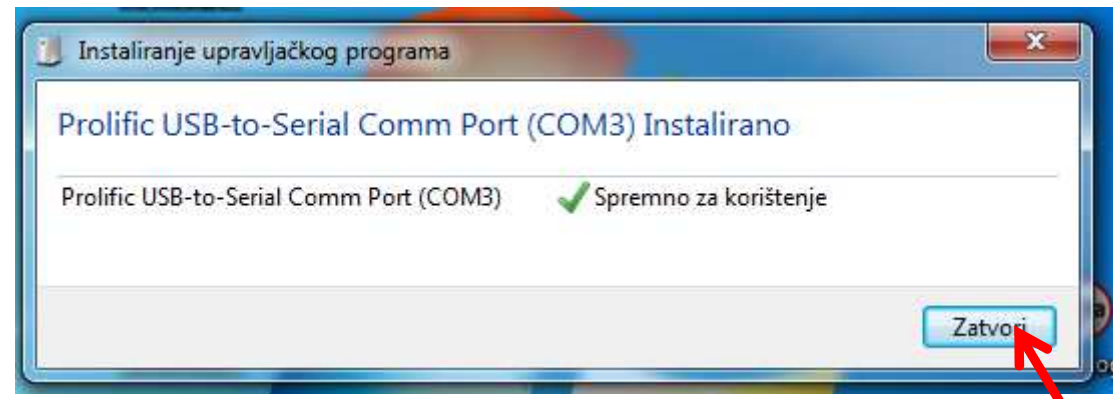 Instaliranje upravljačkog programa
Prolific USB-to-Serial Comm Port (COM3) Instalirano
Prolific USB-to-Serial Comm Port (COM3) Spremno za korištenje
Zatvori